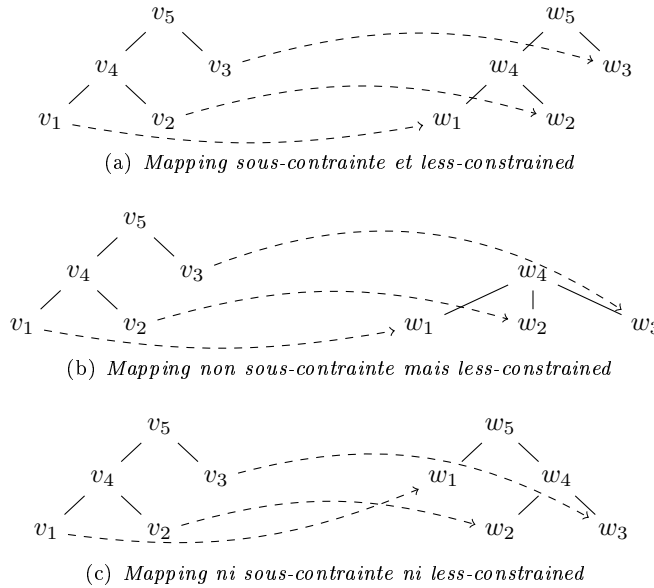 v₅ w₅
v₄ v₃ w₄ w₃
v₁ v₂ w₁ w₂
(a) Mapping sous-contrainte et less-constrained
v₅
v₄ v₃ w₄
v₁ v₂ w₁ w₂ w₃
(b) Mapping non sous-contrainte mais less-constrained
v₅ w₅
v₄ v₃ w₁ w₄
v₁ v₂ w₂ w₃
(c) Mapping ni sous-contrainte ni less-constrained